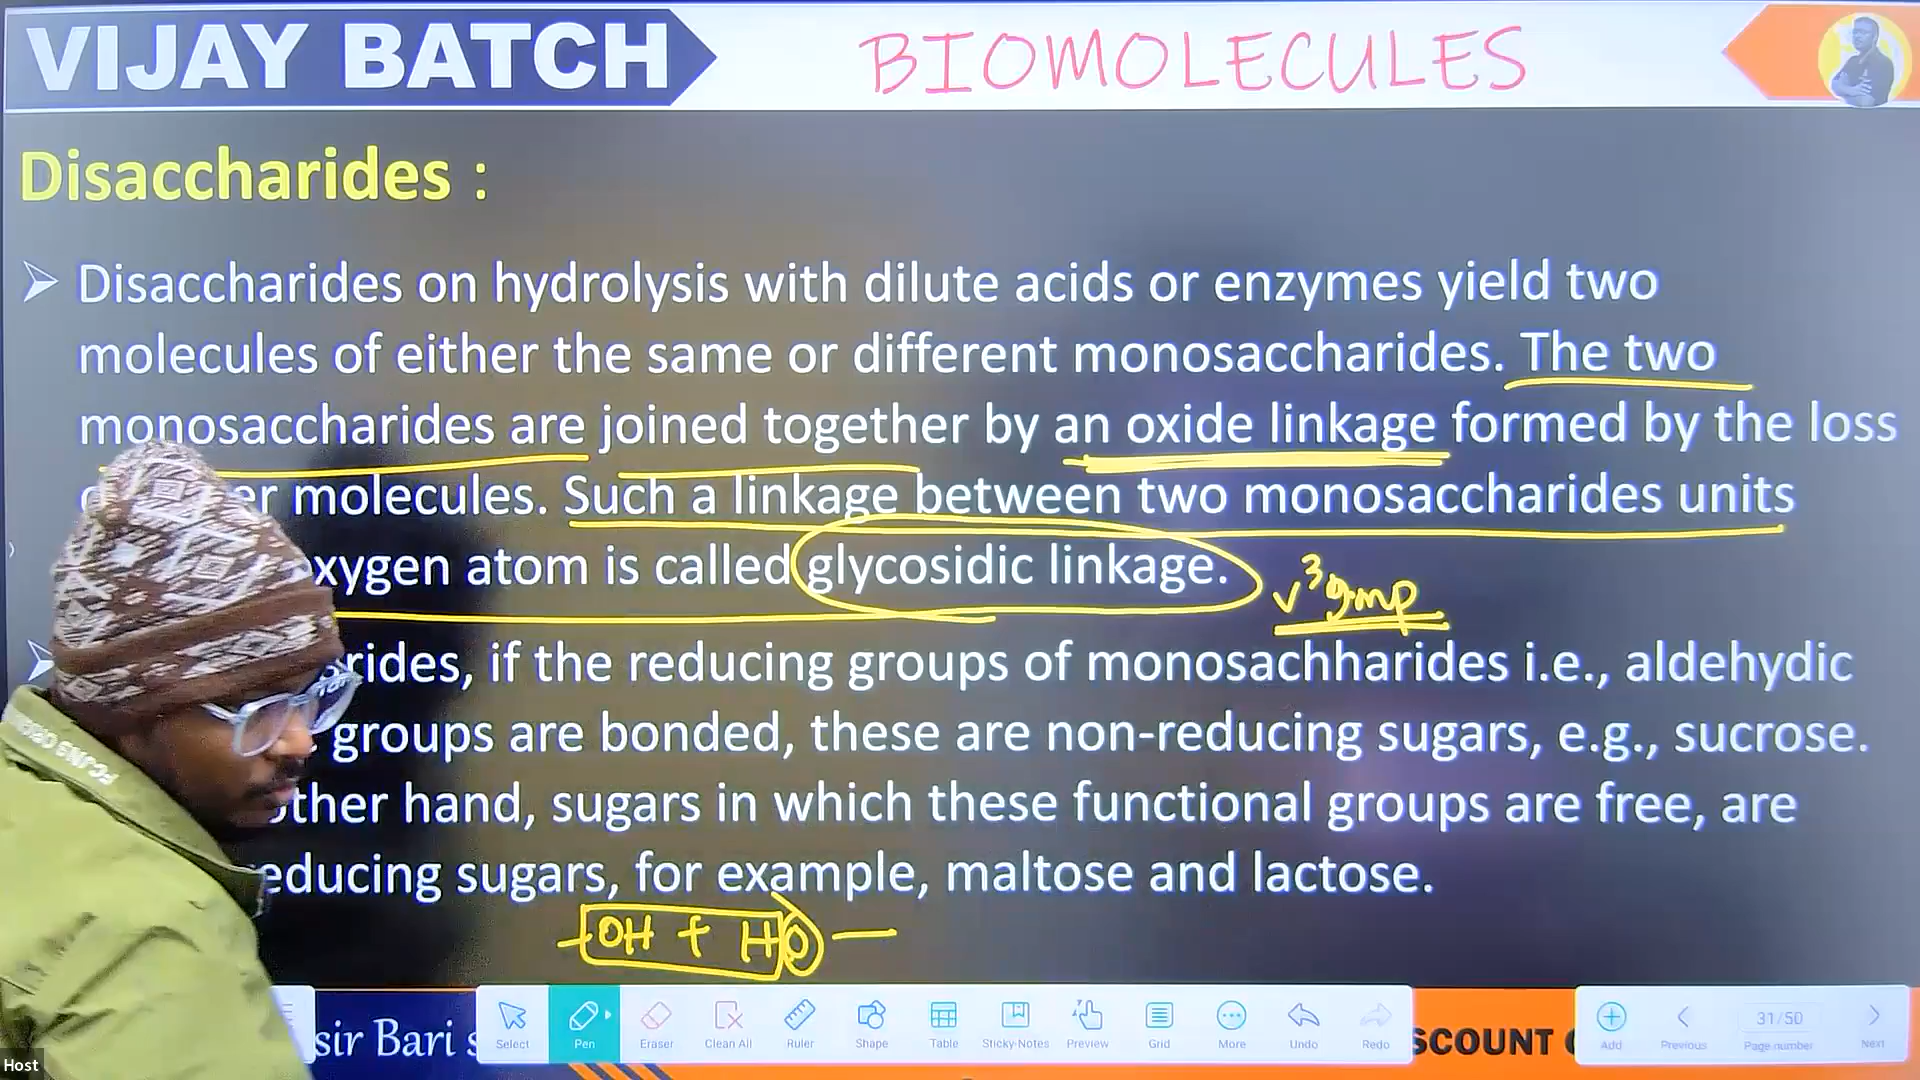 VIJAY BATCH
BIOMOLECULES
Disaccharides :
Disaccharides on hydrolysis with dilute acids or enzymes yield two
molecules of either the same or different monosaccharides. The two
monosaccharides are joined together by an oxide linkage formed by the loss
molecules. Such a linkage between two monosaccharides units
atom is called glycosidic linkage.
v³ gmp
if the reducing groups of monosachharides i.e., aldehydic
groups are bonded, these are non-reducing sugars, e.g., sucrose.
hand, sugars in which these functional groups are free, are
sugars, for example, maltose and lactose.
OH + HO —
Bari
Select
Pen
Eraser
Clean All
Ruler
Shape
Table
Sticky-Notes
Preview
Grid
More
Undo
Redo
Add
Previous
31/50
Page number
Next
Host